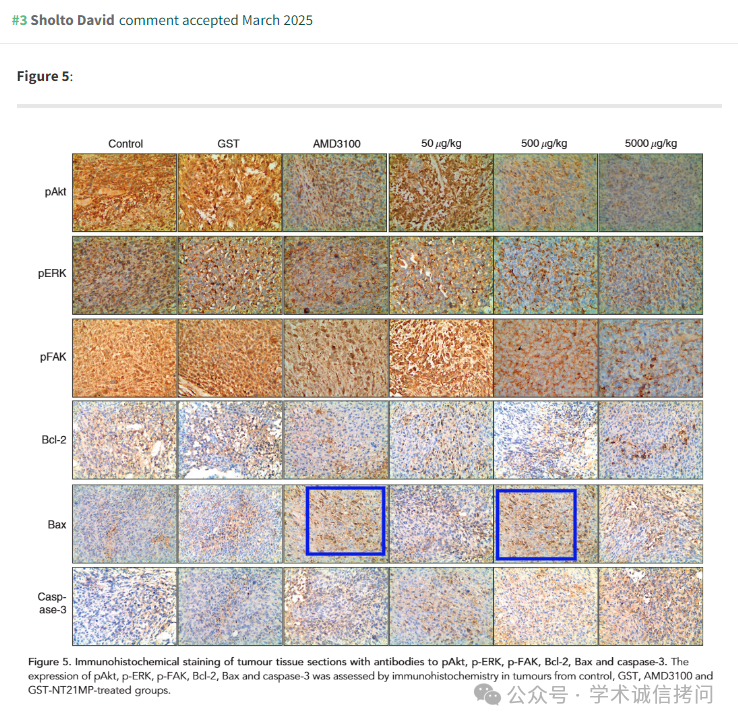 #3 Sholto David comment accepted March 2025
Figure 5:
Control GST AMD3100 50 μg/kg 500 μg/kg 5000 μg/kg
pAkt
pERK
pFAK
Bcl-2
Bax
Casp-
ase-3
Figure 5. Immunohistochemical staining of tumour tissue sections with antibodies to pAkt, p-ERK, p-FAK, Bcl-2, Bax and caspase-3. The
expression of pAkt, p-ERK, p-FAK, Bcl-2, Bax and caspase-3 was assessed by immunohistochemistry in tumours from control, GST, AMD3100 and
GST-NT21MP-treated groups.
公众号 · 学术诚信拷问